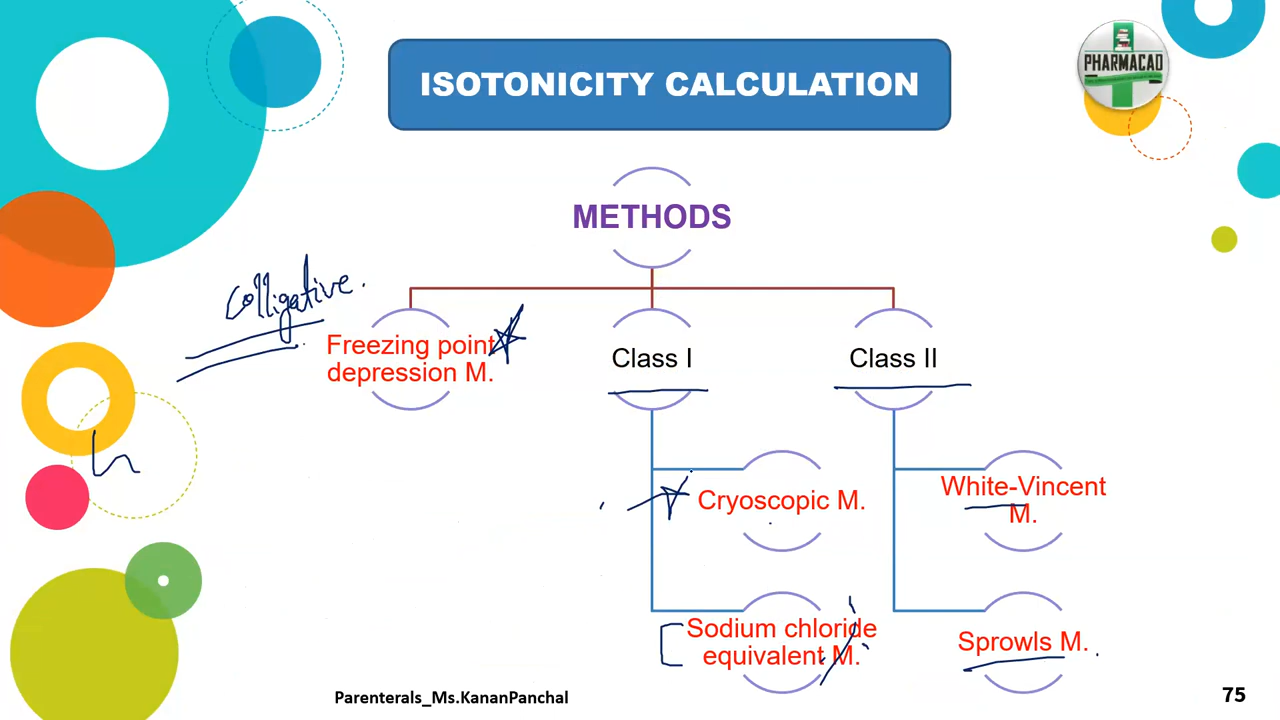 PHARMACAD
ISOTONICITY CALCULATION
METHODS
Colligative.
Freezing point
depression M.
Class I
Class II
Cryoscopic M.
White-Vincent
M.
Sodium chloride
equivalent M.
Sprowls M.
Parenterals_Ms.KananPanchal
75